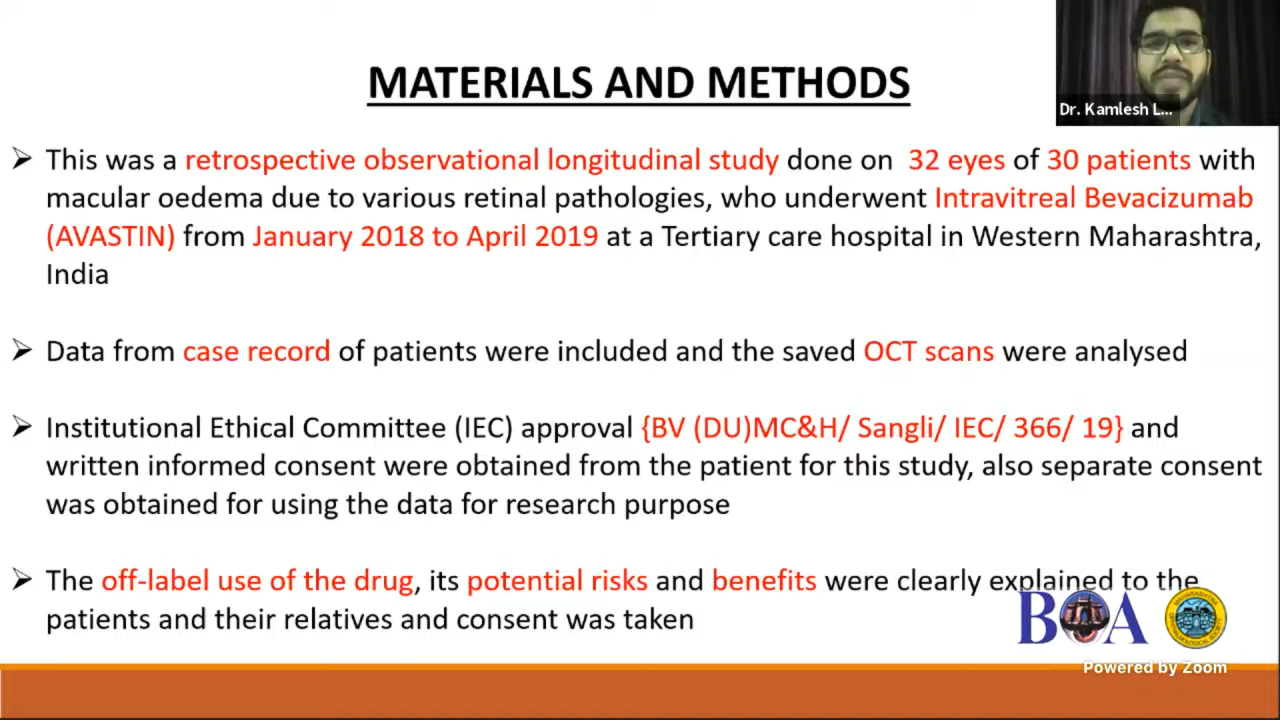 MATERIALS AND METHODS
Dr. Kamlesh L...
➢ This was a retrospective observational longitudinal study done on 32 eyes of 30 patients with
macular oedema due to various retinal pathologies, who underwent Intravitreal Bevacizumab
(AVASTIN) from January 2018 to April 2019 at a Tertiary care hospital in Western Maharashtra,
India
➢ Data from case record of patients were included and the saved OCT scans were analysed
➢ Institutional Ethical Committee (IEC) approval {BV (DU)MC&H/ Sangli/ IEC/ 366/ 19} and
written informed consent were obtained from the patient for this study, also separate consent
was obtained for using the data for research purpose
➢ The off-label use of the drug, its potential risks and benefits were clearly explained to the
patients and their relatives and consent was taken
BOA
Powered by Zoom